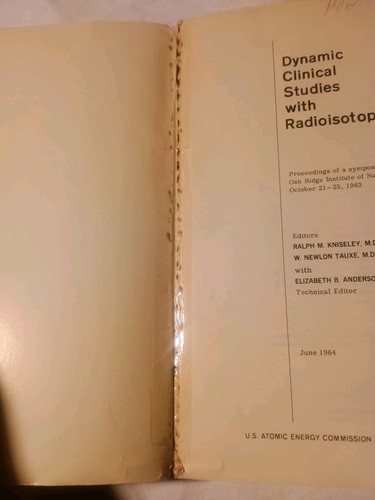 Dynamic
Clinical
Studies
with
Radioisotop
Proceedings of a sympos
Oak Ridge Institute of Nu
October 21—25, 1963
Editors
RALPH M. KNISELEY, M.D
W. NEWLON TAUXE, M.D
with
ELIZABETH B. ANDERSO
Technical Editor
June 1964
U.S. ATOMIC ENERGY COMMISSION